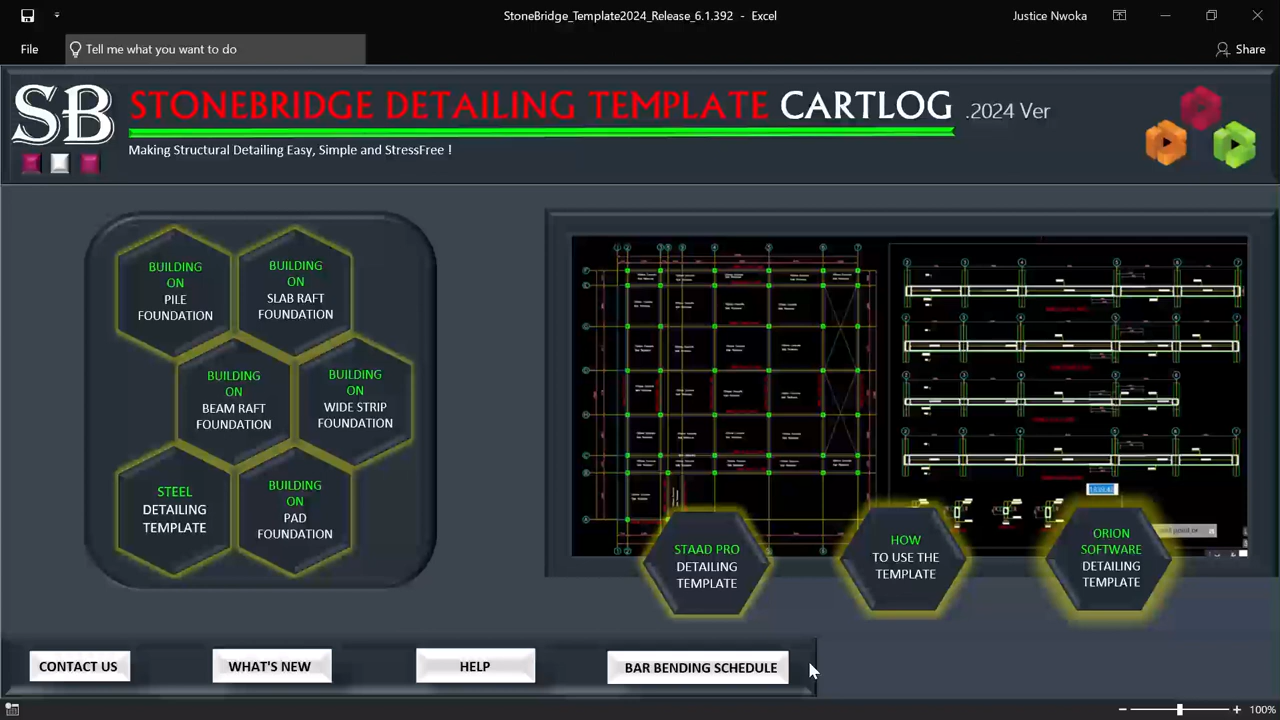 StoneBridge_Template2024_Release_6.1.392 - Excel
Justice Nwoka
File
Tell me what you want to do
Share
SB
STONEBRIDGE DETAILING TEMPLATE CARTLOG .2024 Ver
Making Structural Detailing Easy, Simple and StressFree !
BUILDING
ON
PILE
FOUNDATION
BUILDING
ON
SLAB RAFT
FOUNDATION
BUILDING
ON
BEAM RAFT
FOUNDATION
BUILDING
ON
WIDE STRIP
FOUNDATION
STEEL
DETAILING
TEMPLATE
BUILDING
ON
PAD
FOUNDATION
STAAD PRO
DETAILING
TEMPLATE
HOW
TO USE THE
TEMPLATE
ORION
SOFTWARE
DETAILING
TEMPLATE
CONTACT US
WHAT'S NEW
HELP
BAR BENDING SCHEDULE
100%